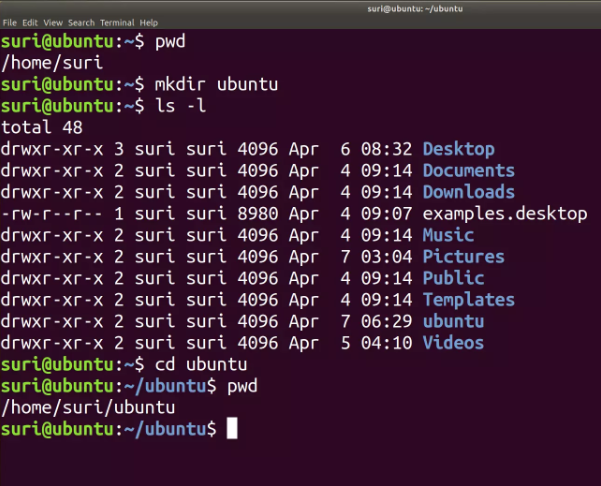 suri@ubuntu: ~/ubuntu
File Edit View Search Terminal Help
suri@ubuntu:~$ pwd
/home/suri
suri@ubuntu:~$ mkdir ubuntu
suri@ubuntu:~$ ls -l
total 48
drwxr-xr-x 3 suri suri 4096 Apr  6 08:32 Desktop
drwxr-xr-x 2 suri suri 4096 Apr  4 09:14 Documents
drwxr-xr-x 2 suri suri 4096 Apr  4 09:14 Downloads
-rw-r--r-- 1 suri suri 8980 Apr  4 09:07 examples.desktop
drwxr-xr-x 2 suri suri 4096 Apr  4 09:14 Music
drwxr-xr-x 2 suri suri 4096 Apr  7 03:04 Pictures
drwxr-xr-x 2 suri suri 4096 Apr  4 09:14 Public
drwxr-xr-x 2 suri suri 4096 Apr  4 09:14 Templates
drwxr-xr-x 2 suri suri 4096 Apr  7 06:29 ubuntu
drwxr-xr-x 2 suri suri 4096 Apr  5 04:10 Videos
suri@ubuntu:~$ cd ubuntu
suri@ubuntu:~/ubuntu$ pwd
/home/suri/ubuntu
suri@ubuntu:~/ubuntu$